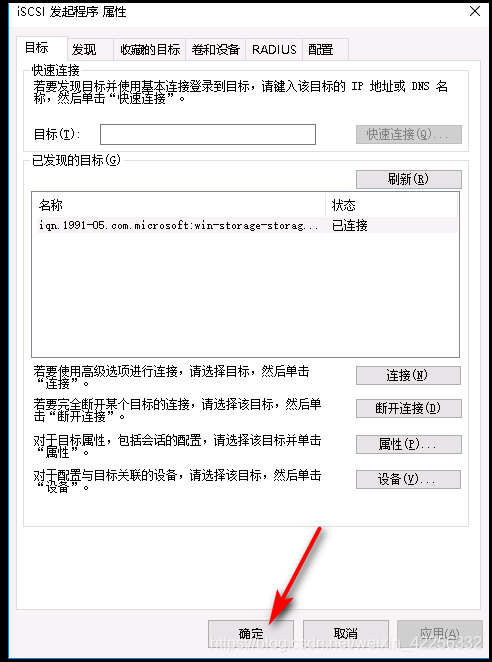 iSCSI 发起程序 属性
目标 发现 收藏的目标 卷和设备 RADIUS 配置
快速连接
若要发现目标并使用基本连接登录到目标，请键入该目标的 IP 地址或 DNS 名
称，然后单击“快速连接”。
目标(T): 快速连接(Q)...
已发现的目标(G)
刷新(R)
名称 状态
iqn.1991-05.com.microsoft:win-storage-storag... 已连接
若要使用高级选项进行连接，请选择目标，然后单击
“连接”。
连接(N)
若要完全断开某个目标的连接，请选择该目标，然后单
击“断开连接”。
断开连接(D)
对于目标属性，包括会话的配置，请选择该目标并单击
“属性”。
属性(P)...
对于配置与目标关联的设备，请选择该目标，然后单击
“设备”。
设备(V)...
确定 取消 应用(A)
https://blog.csdn.net/weixin_42256332